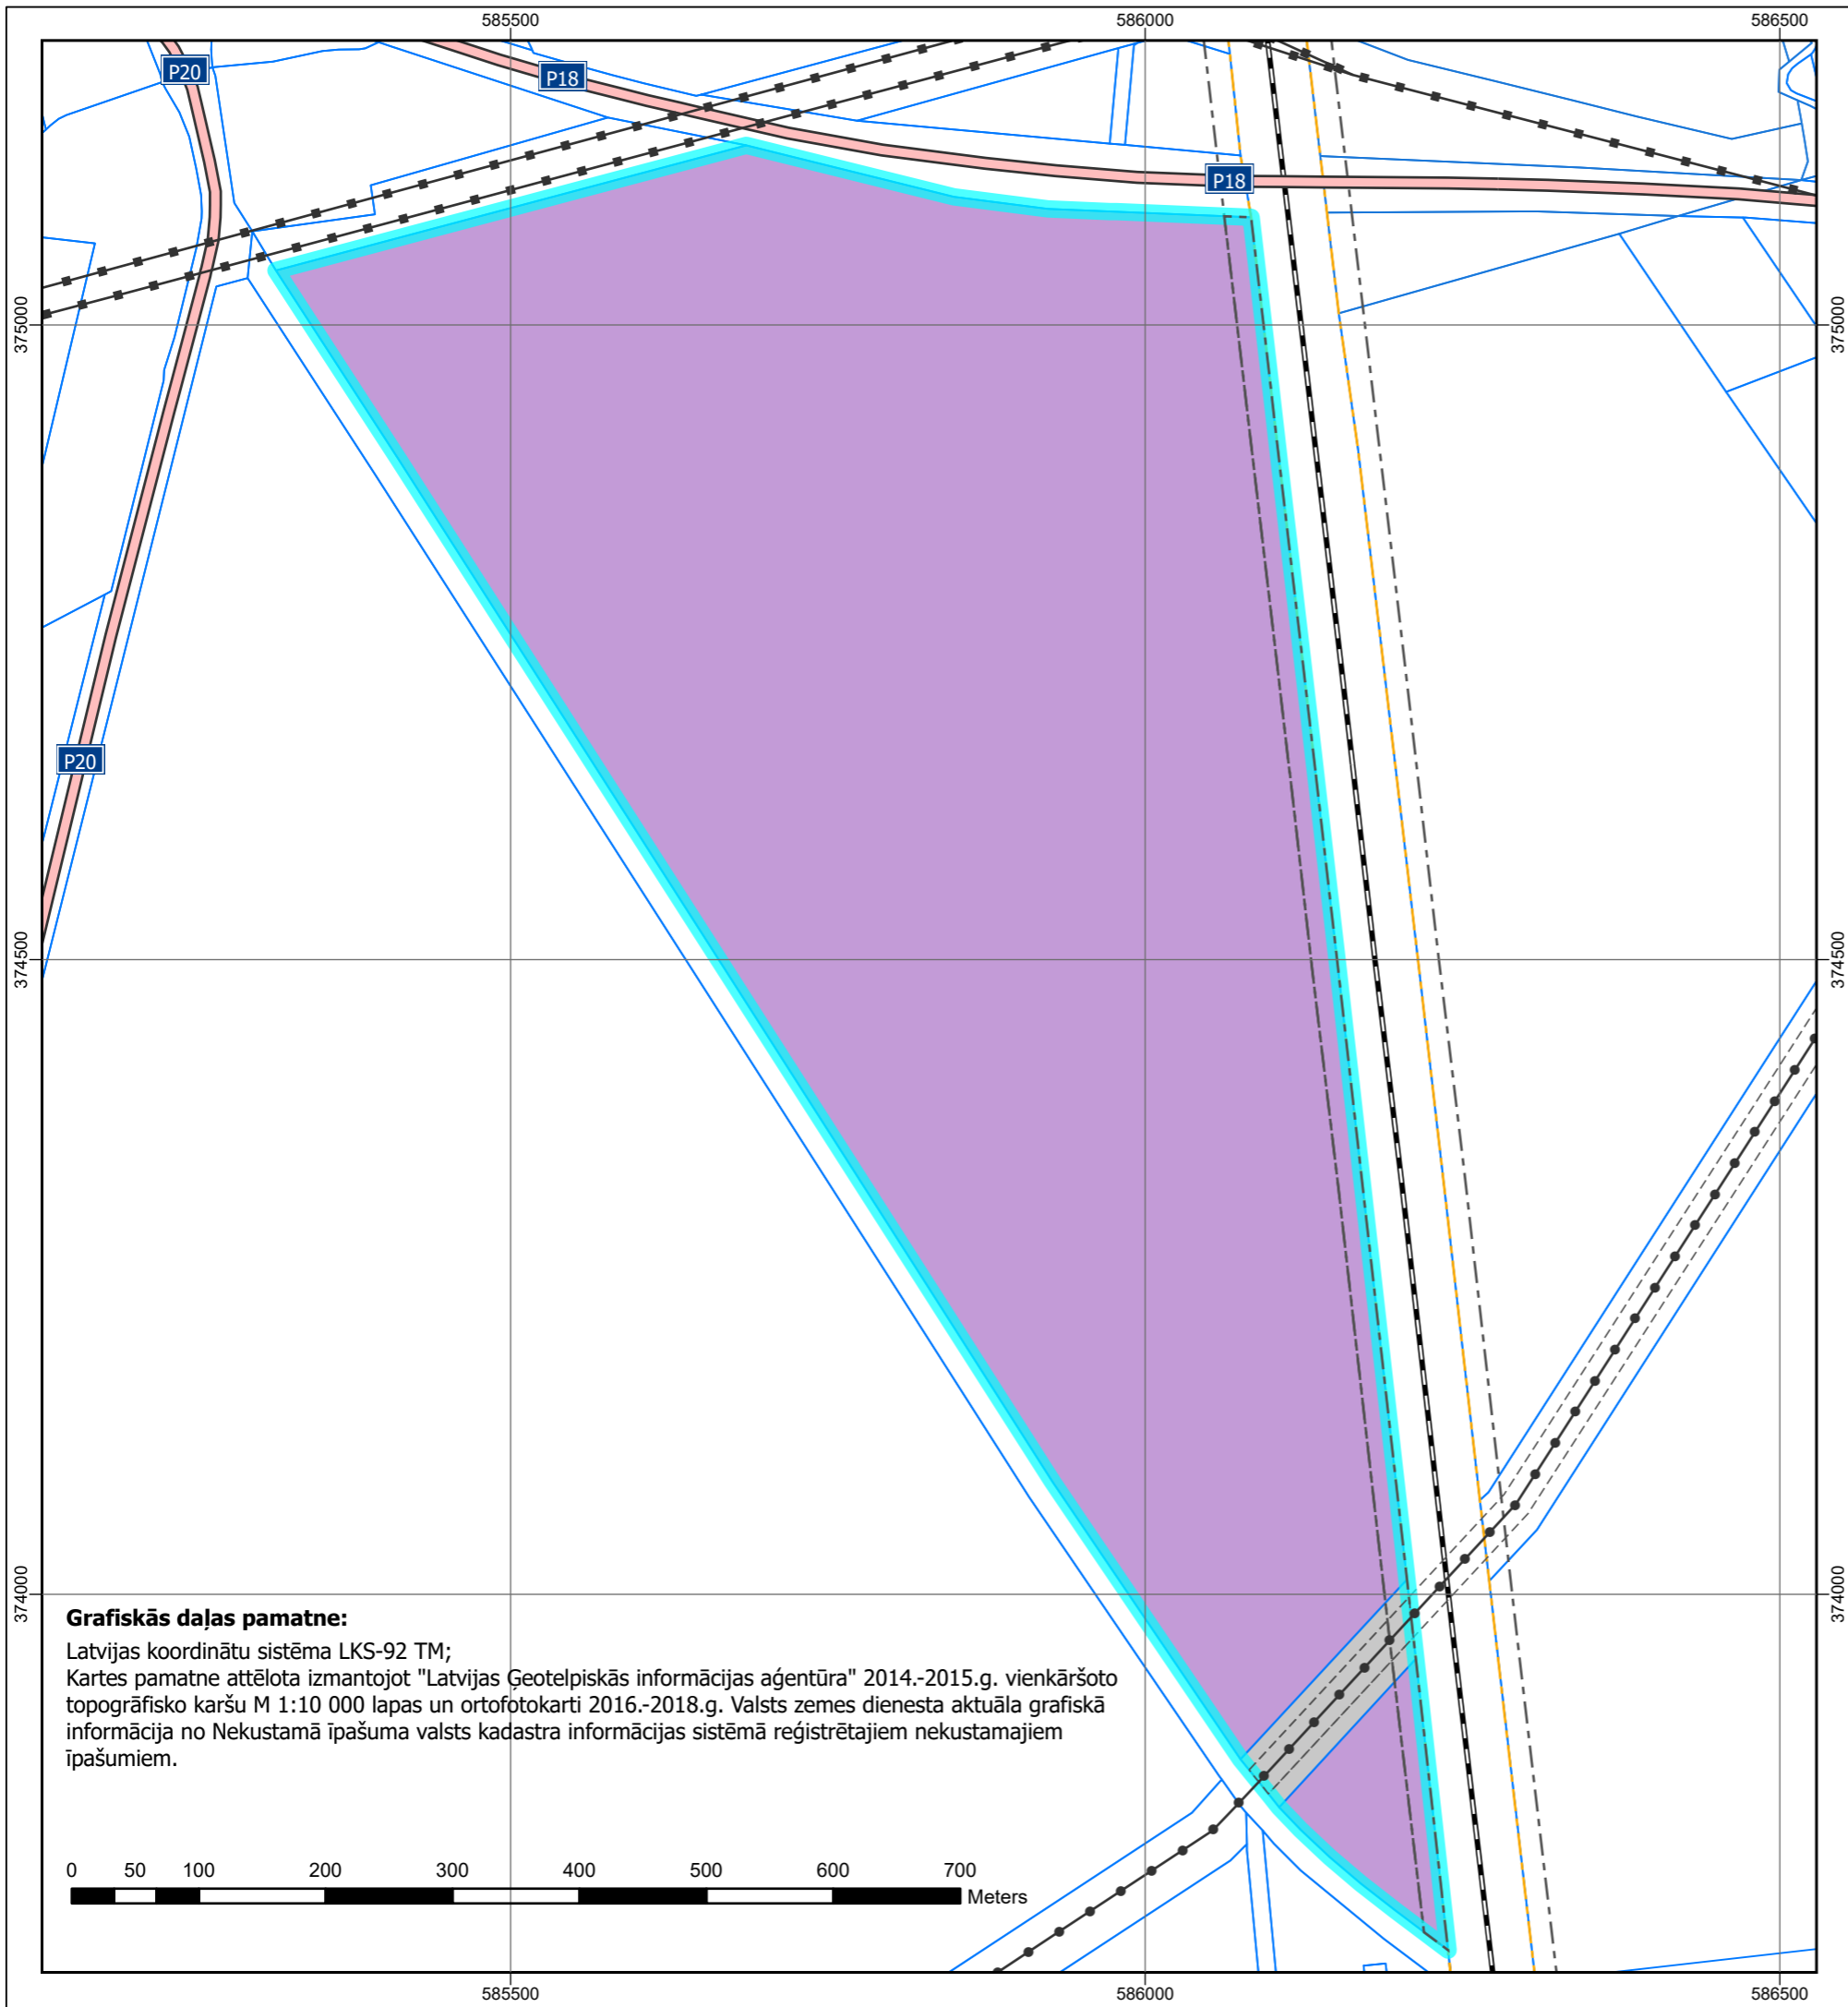 585500
586000
586500
P20
P18
P18
375000
375000
P20
374500
374500
374000
374000
Grafiskās daļas pamatne:
Latvijas koordinātu sistēma LKS-92 TM;
Kartes pamatne attēlota izmantojot "Latvijas Ģeotelpiskās informācijas aģentūra" 2014.-2015.g. vienkāršoto
topogrāfisko karšu M 1:10 000 lapas un ortofotokarti 2016.-2018.g. Valsts zemes dienesta aktuāla grafiskā
informācija no Nekustamā īpašuma valsts kadastra informācijas sistēmā reģistrētajiem nekustamajiem
īpašumiem.
0 50 100 200 300 400 500 600 700
Meters
585500
586000
586500